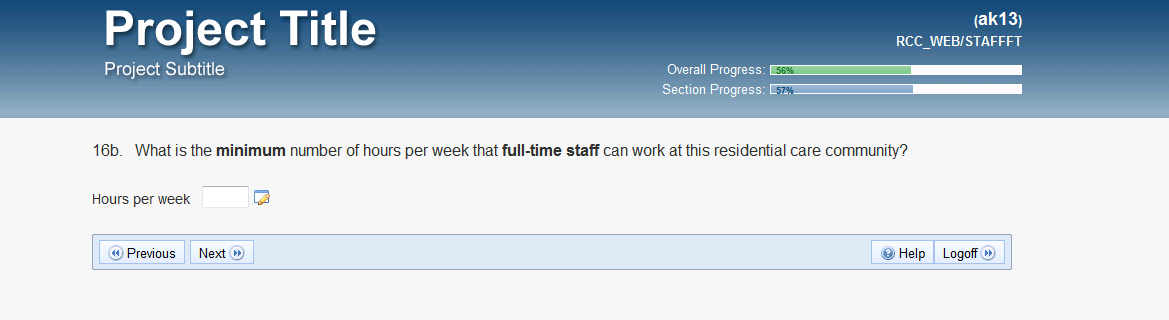 Project Title
Project Subtitle
(ak13)
RCC_WEB/STAFFFT
Overall Progress: 56%
Section Progress: 57%
16b. What is the minimum number of hours per week that full-time staff can work at this residential care community?
Hours per week
Previous Next Help Logoff